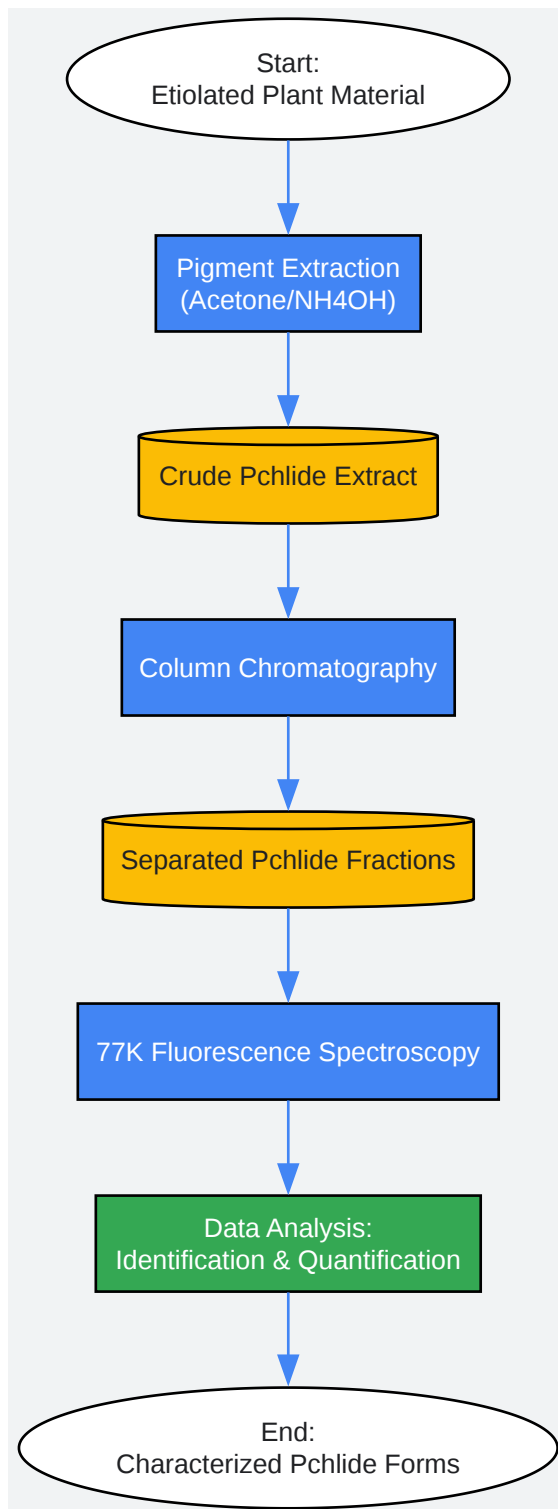 Start:
Etiolated Plant Material
Pigment Extraction
(Acetone/NH4OH)
Crude Pchlide Extract
Column Chromatography
Separated Pchlide Fractions
77K Fluorescence Spectroscopy
Data Analysis:
Identification & Quantification
End:
Characterized Pchlide Forms